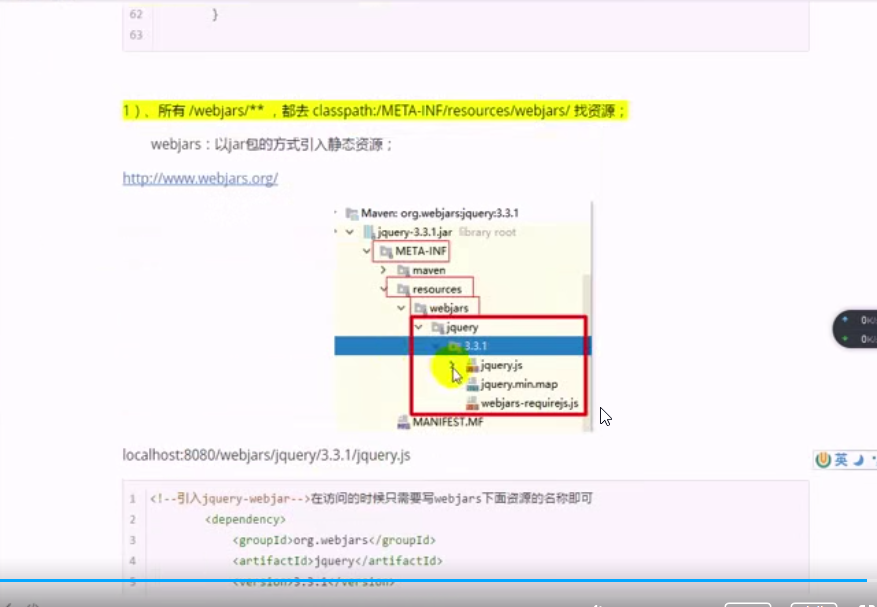 62 }
63
1）、所有 /webjars/** ，都去 classpath:/META-INF/resources/webjars/ 找资源；
webjars：以jar包的方式引入静态资源；
http://www.webjars.org/
Maven: org.webjars:jquery:3.3.1
jquery-3.3.1.jar library root
META-INF
maven
resources
webjars
jquery
3.3.1
jquery.js
jquery.min.map
webjars-requirejs.js
MANIFEST.MF
localhost:8080/webjars/jquery/3.3.1/jquery.js
1 <!--引入jquery-webjar-->在访问的时候只需要写webjars下面资源的名称即可
2 <dependency>
3 <groupId>org.webjars</groupId>
4 <artifactId>jquery</artifactId>
5 <version>3.3.1</version>
英